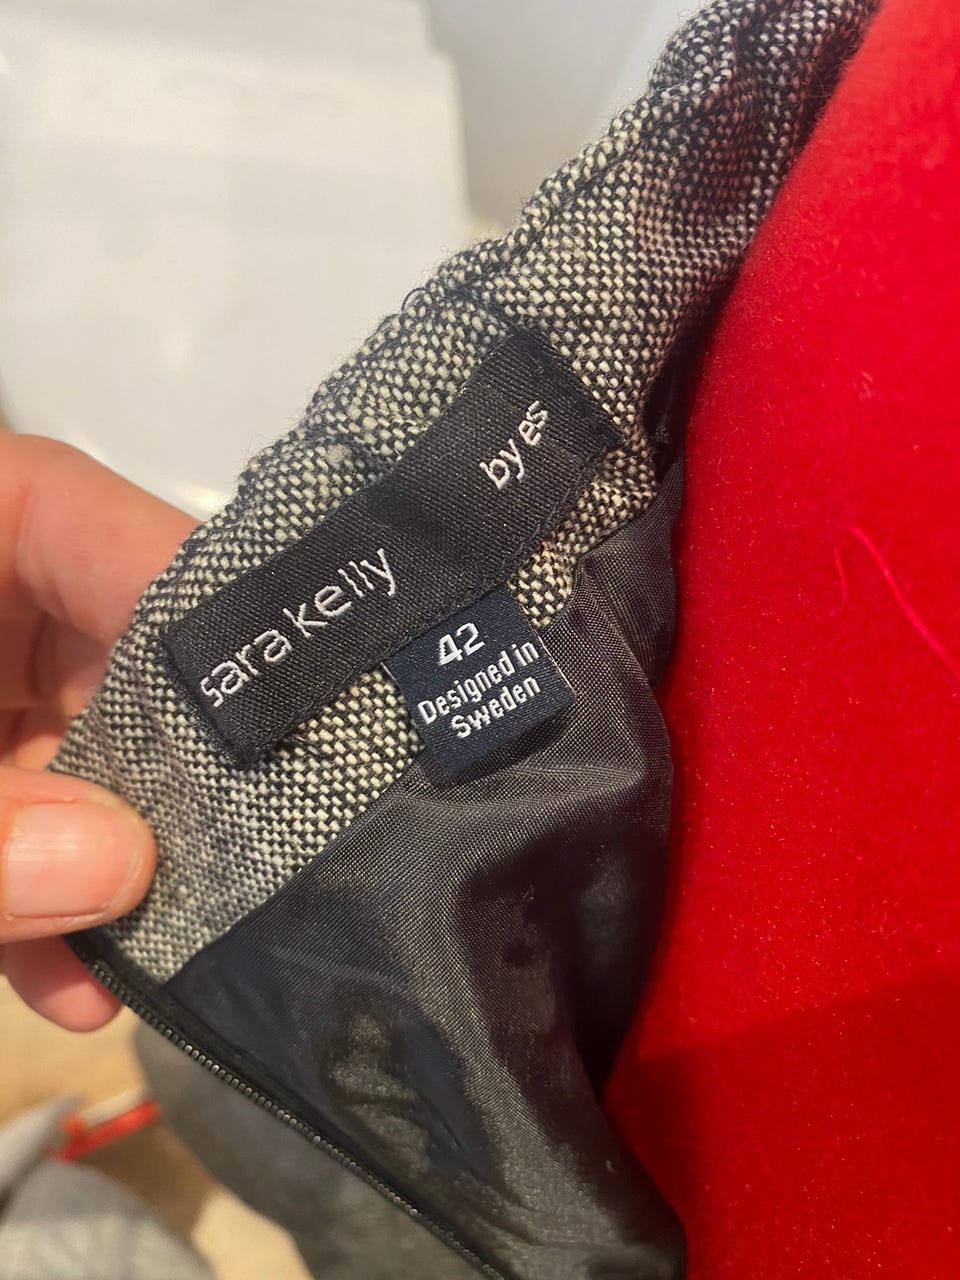 sara kelly by es
42
Designed in
Sweden